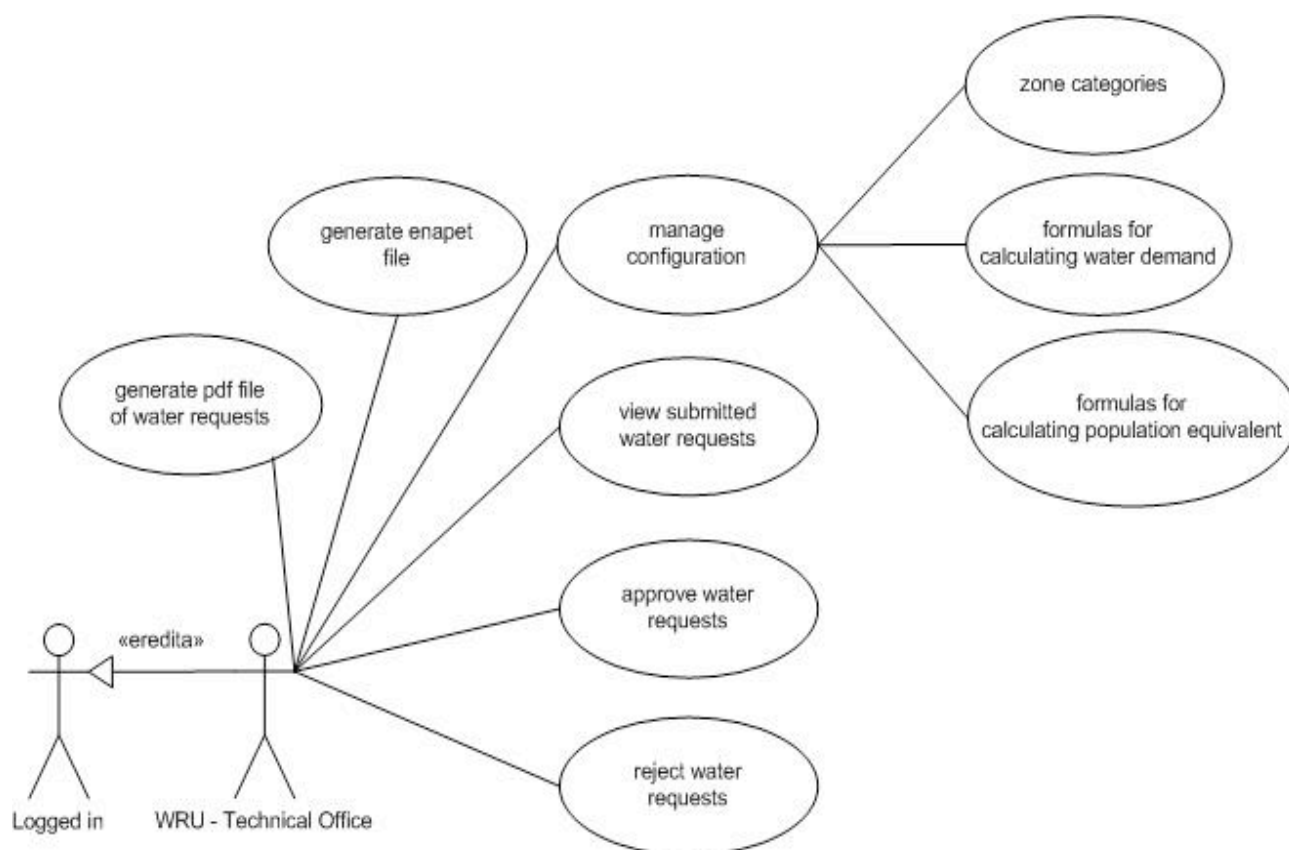 zone categories
generate enapet
file
manage
configuration
formulas for
calculating water demand
generate pdf file
of water requests
view submitted
water requests
formulas for
calculating population equivalent
approve water
requests
«eredita»
reject water
requests
Logged in
WRU - Technical Office